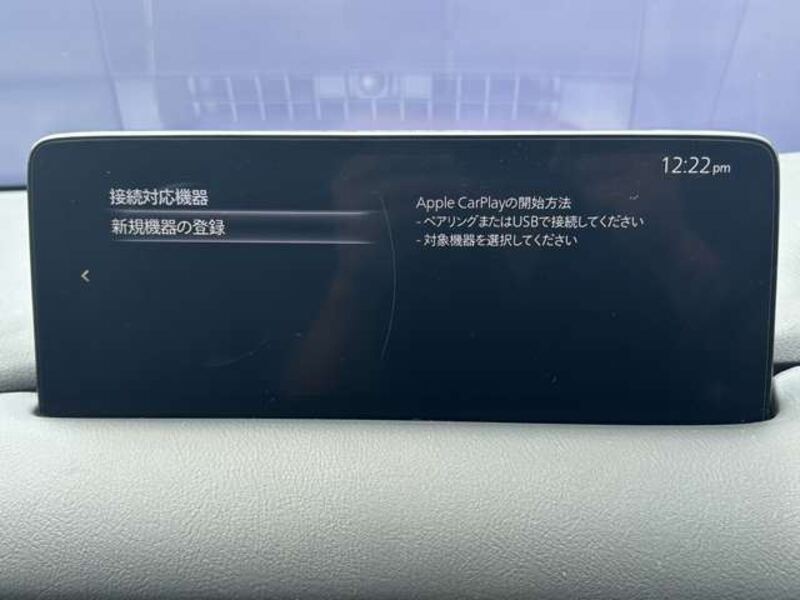 12:22pm
接続対応機器
新規機器の登録
Apple CarPlayの開始方法
- ペアリングまたはUSBで接続してください
- 対象機器を選択してください